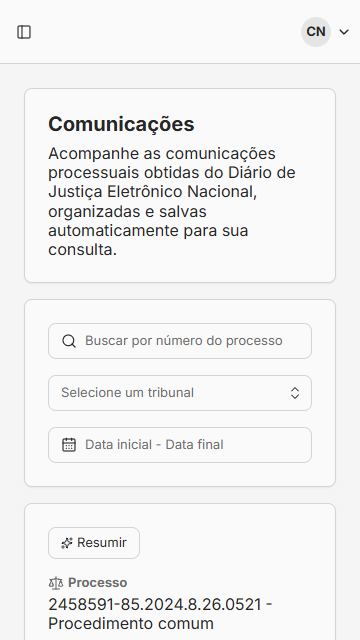 CN
Comunicações
Acompanhe as comunicações
processuais obtidas do Diário de
Justiça Eletrônico Nacional,
organizadas e salvas
automaticamente para sua
consulta.
Buscar por número do processo
Selecione um tribunal
Data inicial - Data final
Resumir
Processo
2458591-85.2024.8.26.0521 -
Procedimento comum